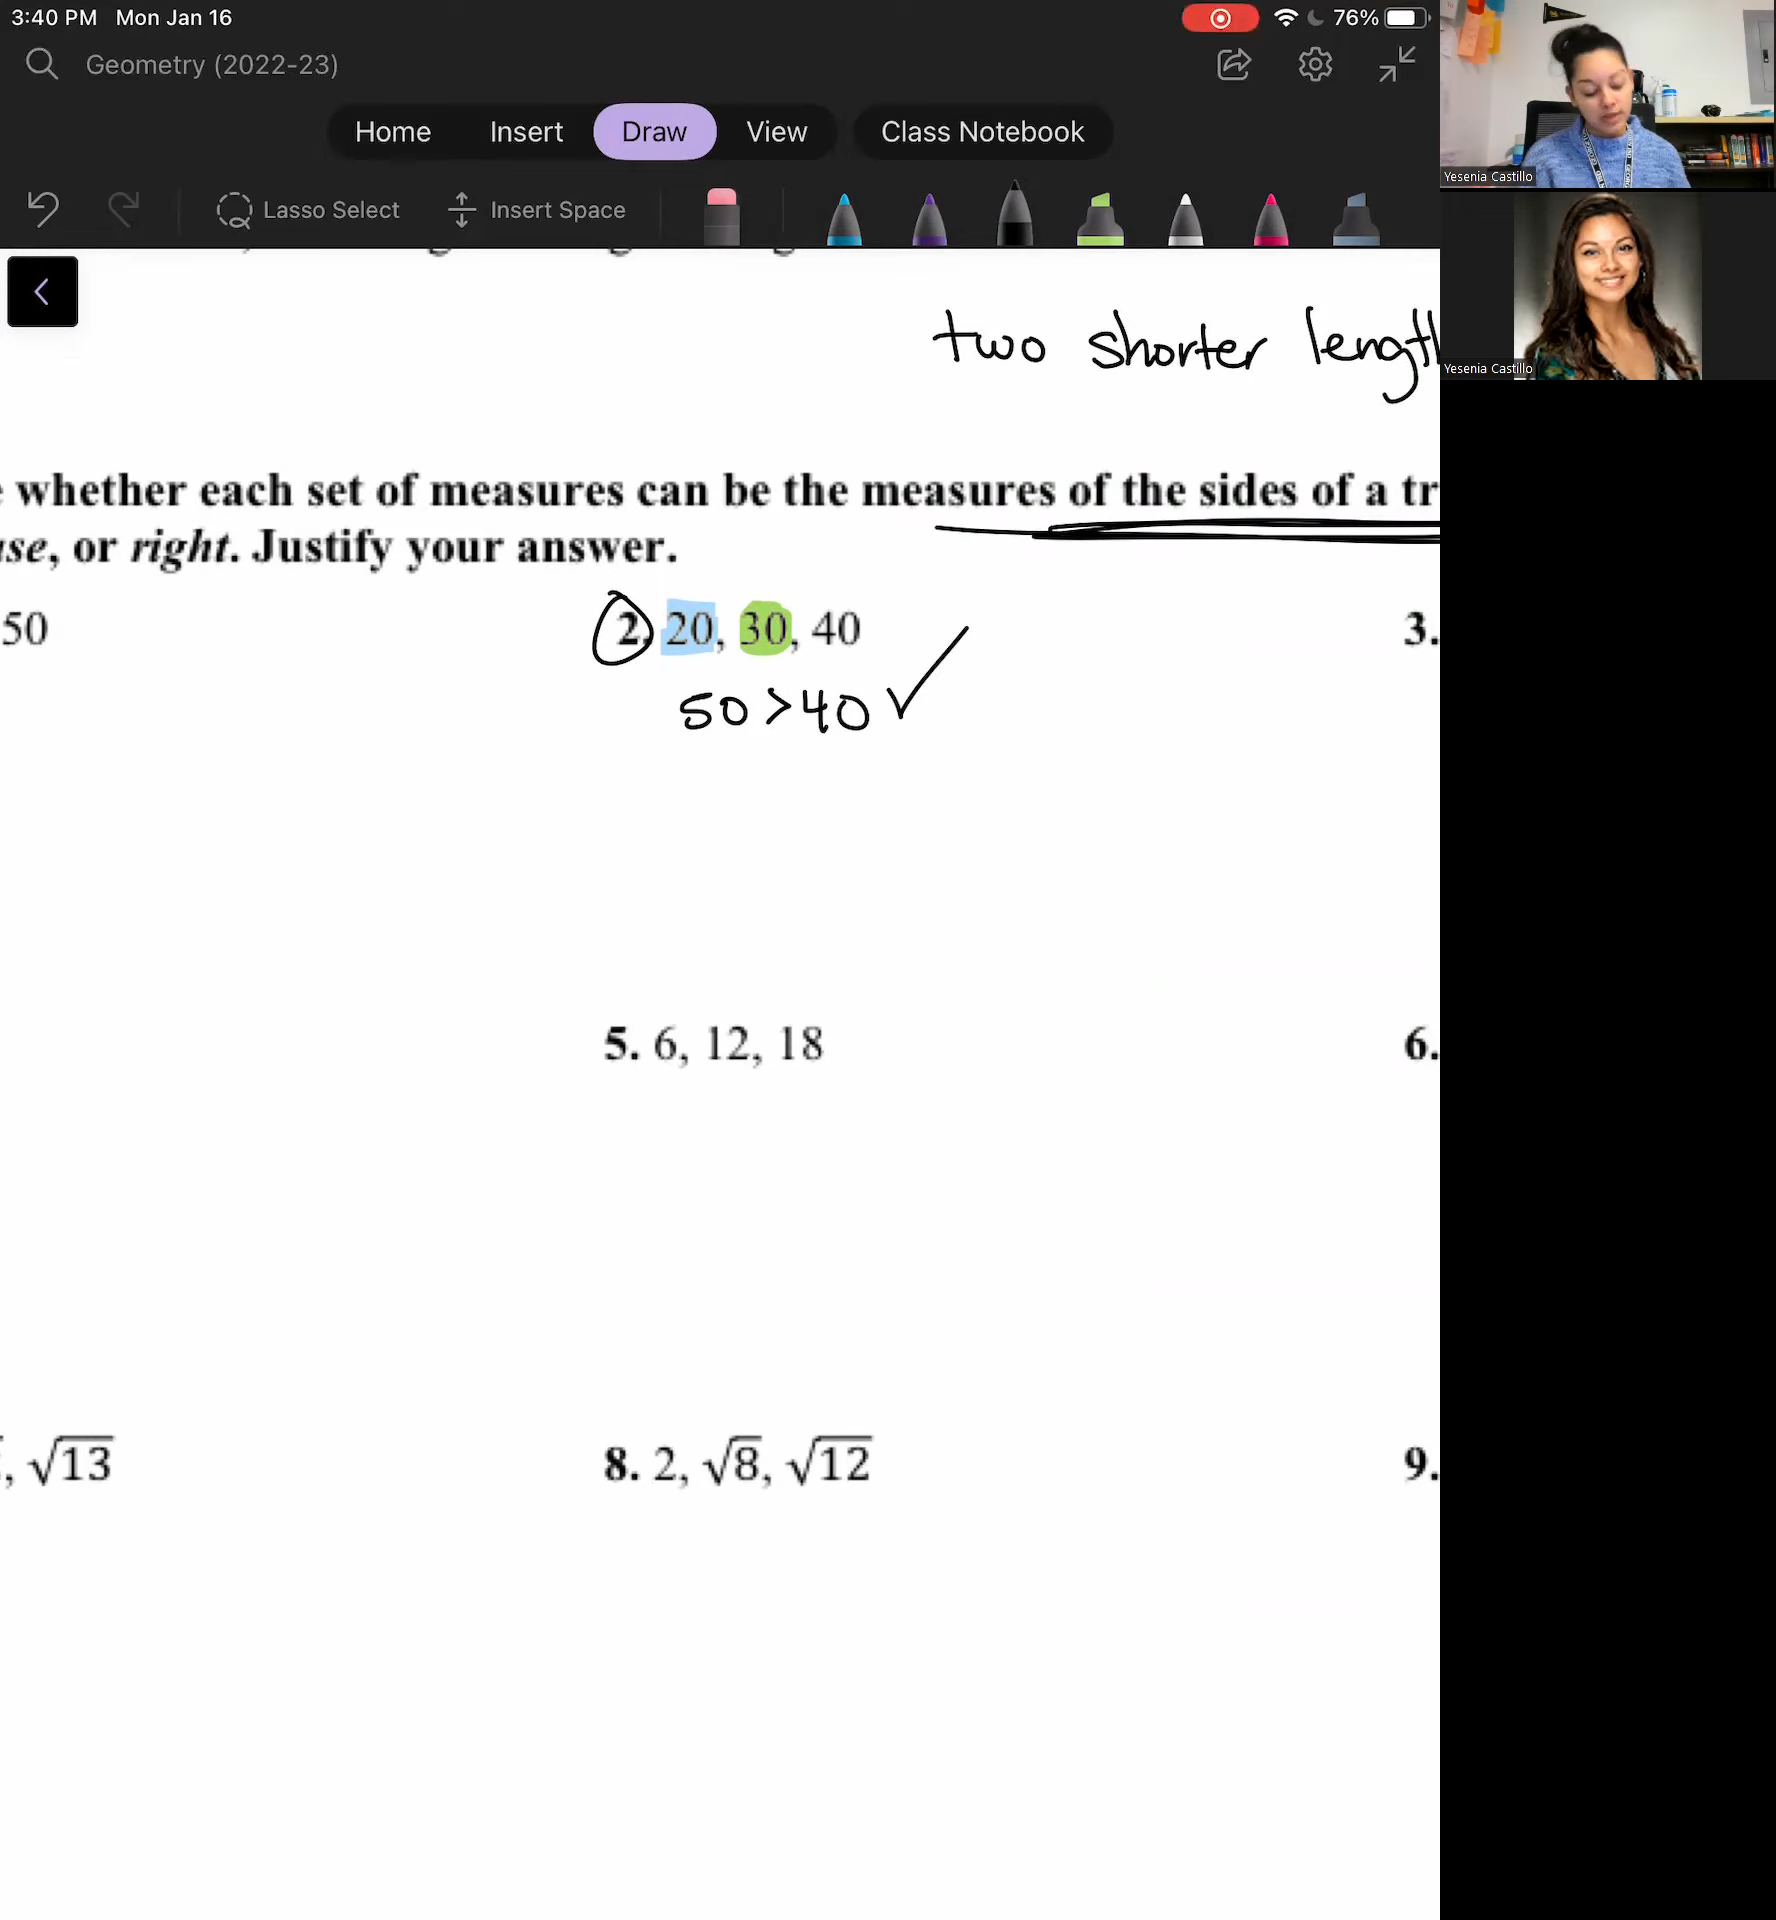 3:40 PM Mon Jan 16
76%
Geometry (2022-23)
Home Insert Draw View Class Notebook
Lasso Select Insert Space
Yesenia Castillo
Yesenia Castillo
two shorter length
whether each set of measures can be the measures of the sides of a tr
use, or right. Justify your answer.
50 2. 20, 30, 40 3.
50 > 40 ✓
5. 6, 12, 18 6.
, √13 8. 2, √8, √12 9.